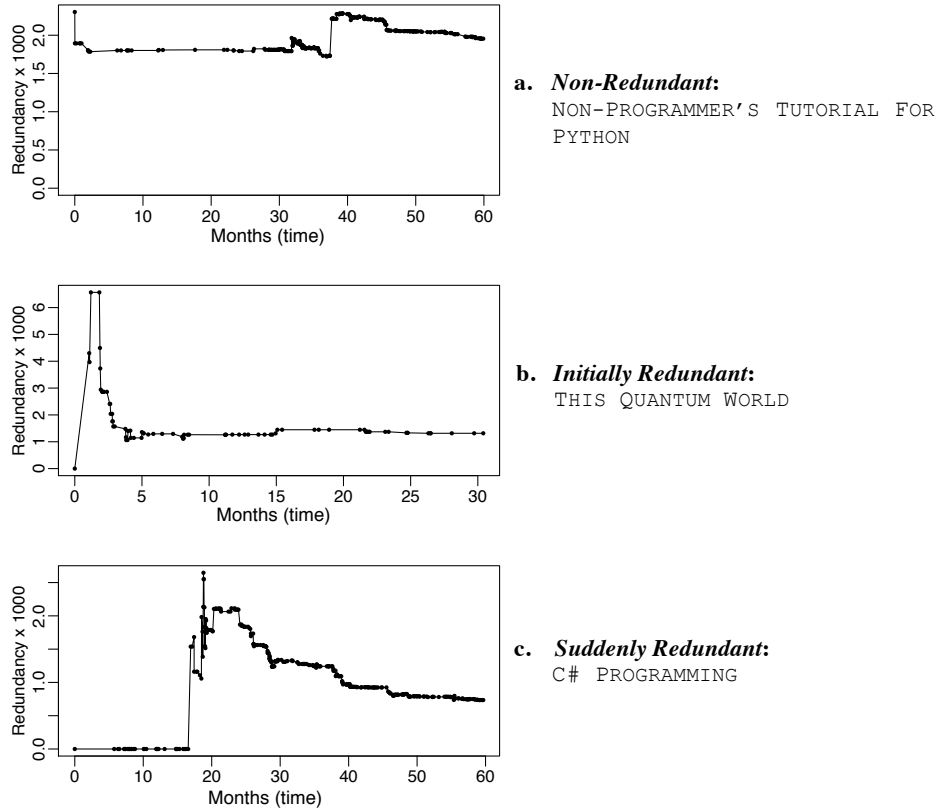 Redundancy x 1000
2.0
1.5
1.0
0.5
0.0
0 10 20 30 40 50 60
Months (time)
a. Non-Redundant:
NON-PROGRAMMER'S TUTORIAL FOR
PYTHON
Redundancy x 1000
6
5
4
3
2
1
0
0 5 10 15 20 25 30
Months (time)
b. Initially Redundant:
THIS QUANTUM WORLD
Redundancy x 1000
2.0
1.0
0.0
0 10 20 30 40 50 60
Months (time)
c. Suddenly Redundant:
C# PROGRAMMING